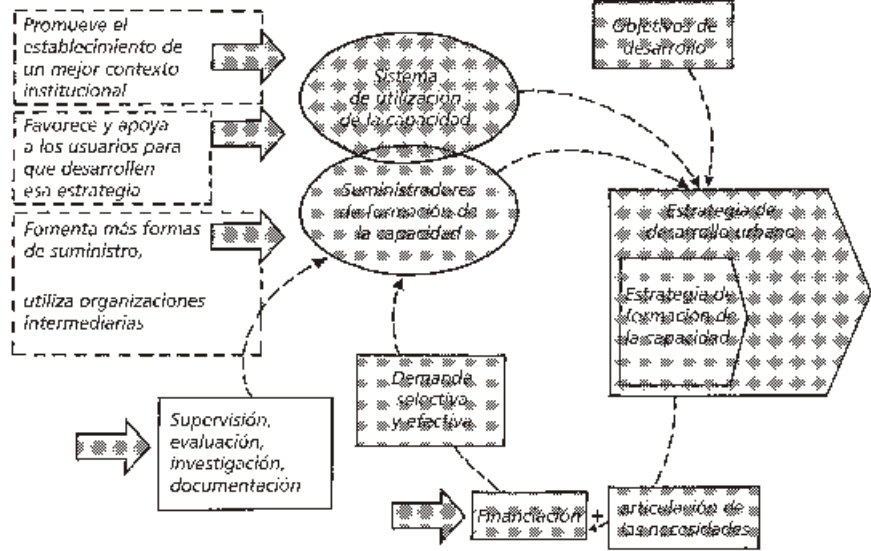 Promueve el
establecimiento de
un mejor contexto
institucional
Favorece y apoya
a los usuarios para
que desarrollen
esa estrategia
Fomenta más formas
de suministro,
utiliza organizaciones
intermediarias
Sistema
de utilización
de la capacidad
Suministradores
de formación de
la capacidad
Objetivos de
desarrollo
Estrategia de
desarrollo urbano
Estrategia de
formación de
la capacidad
Demanda
selectiva
y efectiva
Supervisión,
evaluación,
investigación,
documentación
Financiación + articulación de
las necesidades